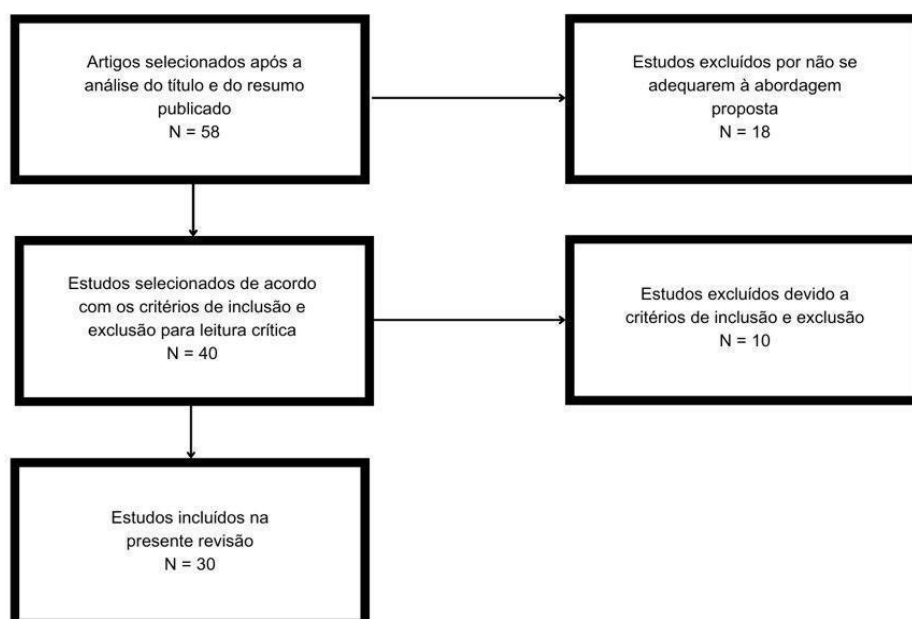 Artigos selecionados após a
análise do título e do resumo
publicado
N = 58
Estudos excluídos por não se
adequarem à abordagem
proposta
N = 18
Estudos selecionados de acordo
com os critérios de inclusão e
exclusão para leitura crítica
N = 40
Estudos excluídos devido a
critérios de inclusão e exclusão
N = 10
Estudos incluídos na
presente revisão
N = 30